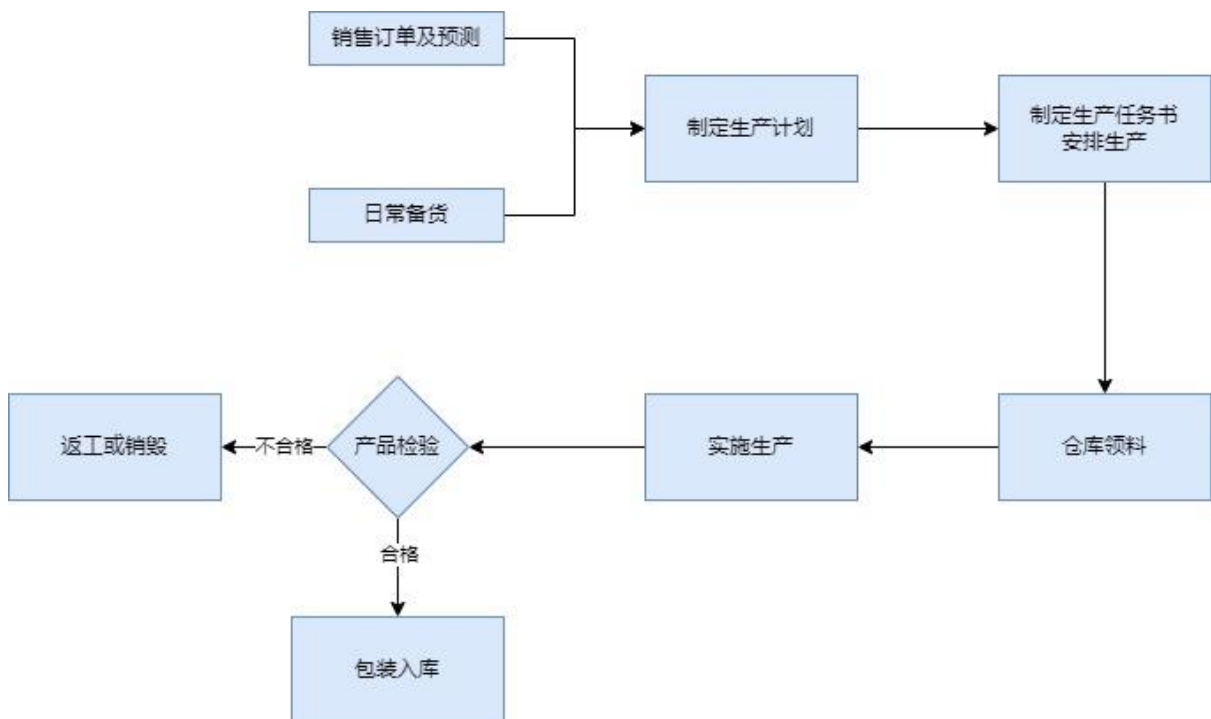 销售订单及预测
制定生产计划
制定生产任务书
安排生产
日常备货
返工或销毁
不合格
产品检验
实施生产
仓库领料
合格
包装入库